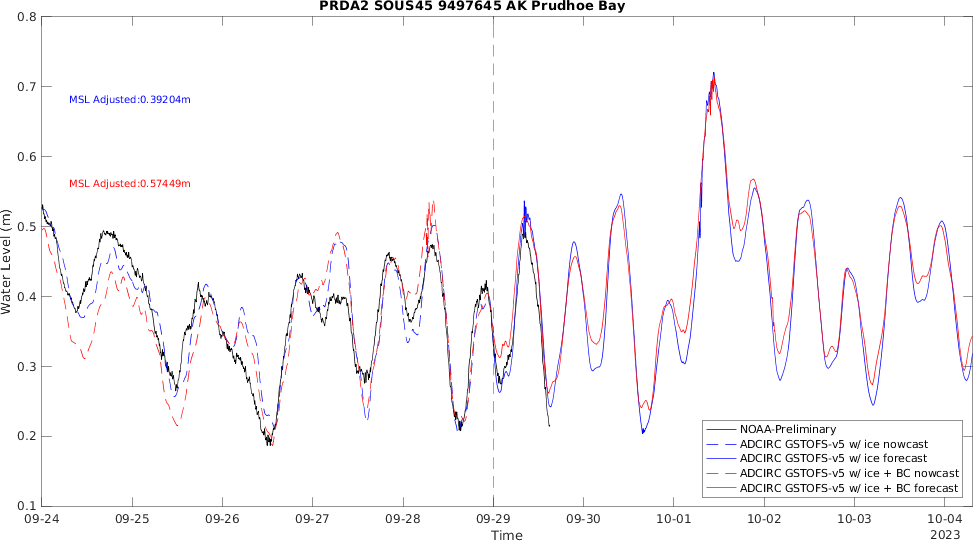 PRDA2 SOUS45 9497645 AK Prudhoe Bay
0.8
0.7
0.6
0.5
0.4
0.3
0.2
0.1
Water Level (m)
MSL Adjusted:0.39204m
MSL Adjusted:0.57449m
NOAA-Preliminary
ADCIRC GSTOFS-v5 w/ ice nowcast
ADCIRC GSTOFS-v5 w/ ice forecast
ADCIRC GSTOFS-v5 w/ ice + BC nowcast
ADCIRC GSTOFS-v5 w/ ice + BC forecast
09-24 09-25 09-26 09-27 09-28 09-29 09-30 10-01 10-02 10-03 10-04
Time
2023